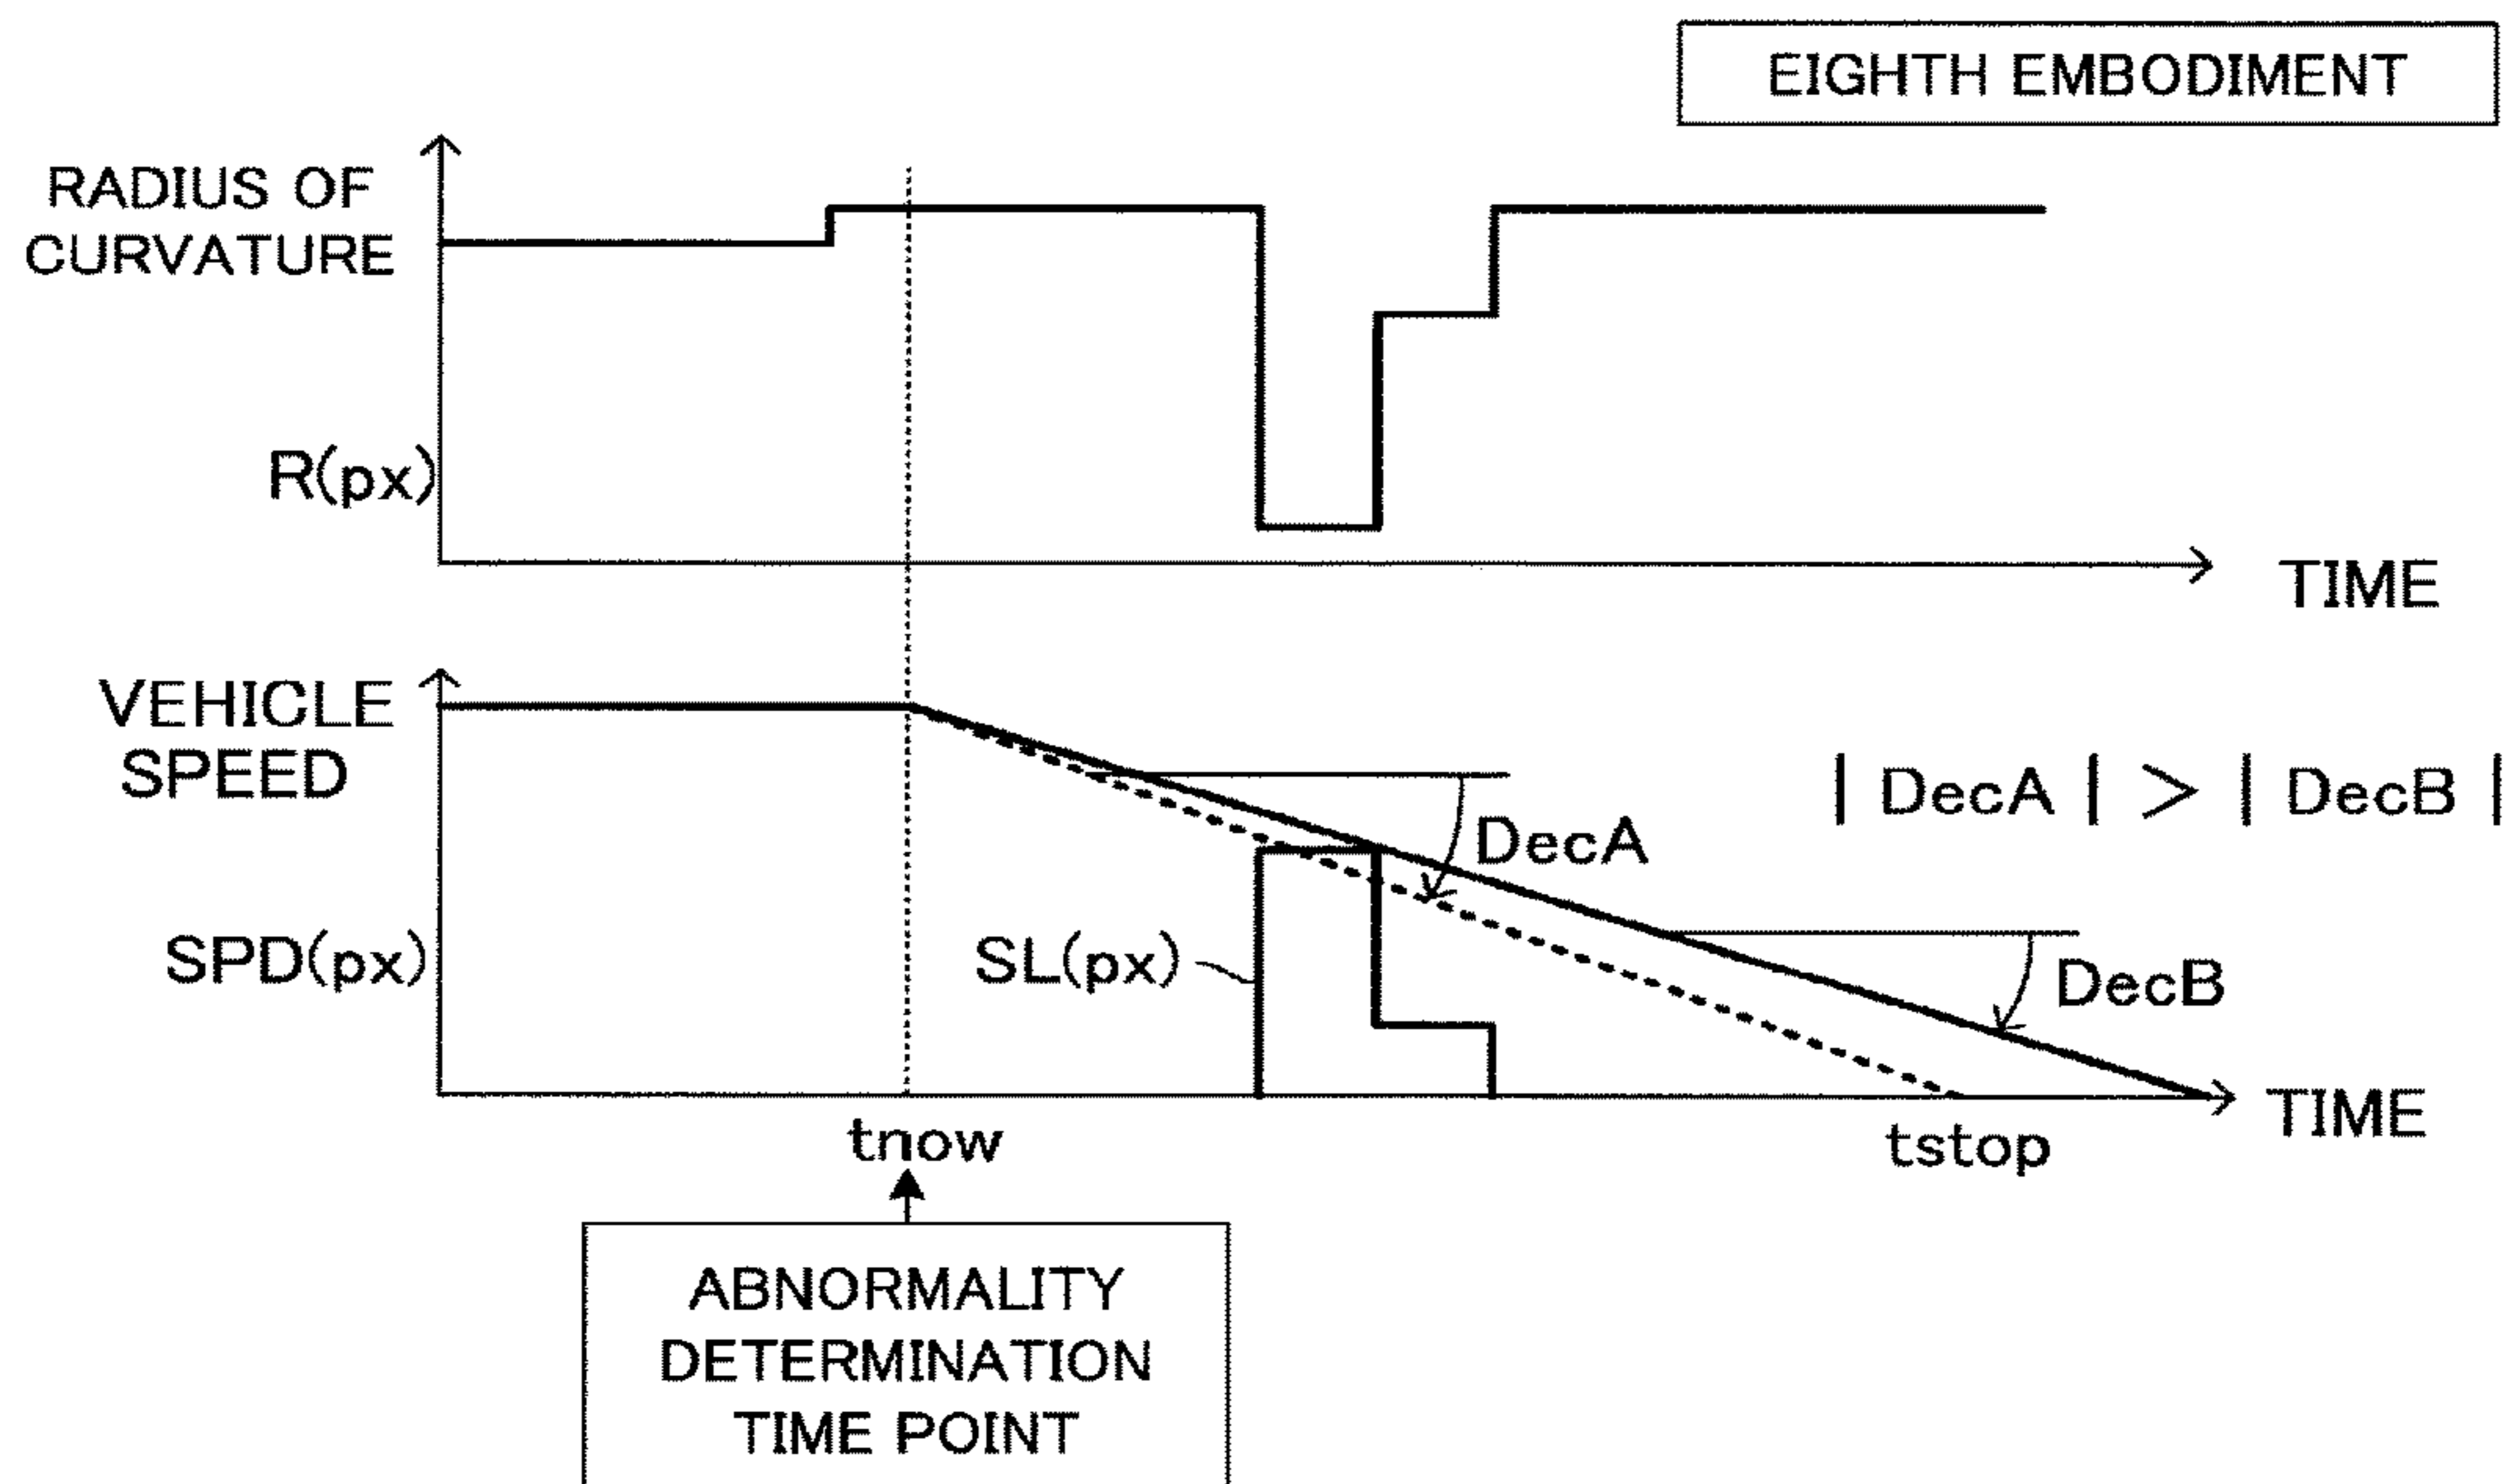 EIGHTH EMBODIMENT
RADIUS OF
CURVATURE
R(px)
TIME
VEHICLE
SPEED
| DecA | > | DecB |
DecA
SPD(px)
SL(px)
DecB
TIME
tnow
tstop
ABNORMALITY
DETERMINATION
TIME POINT